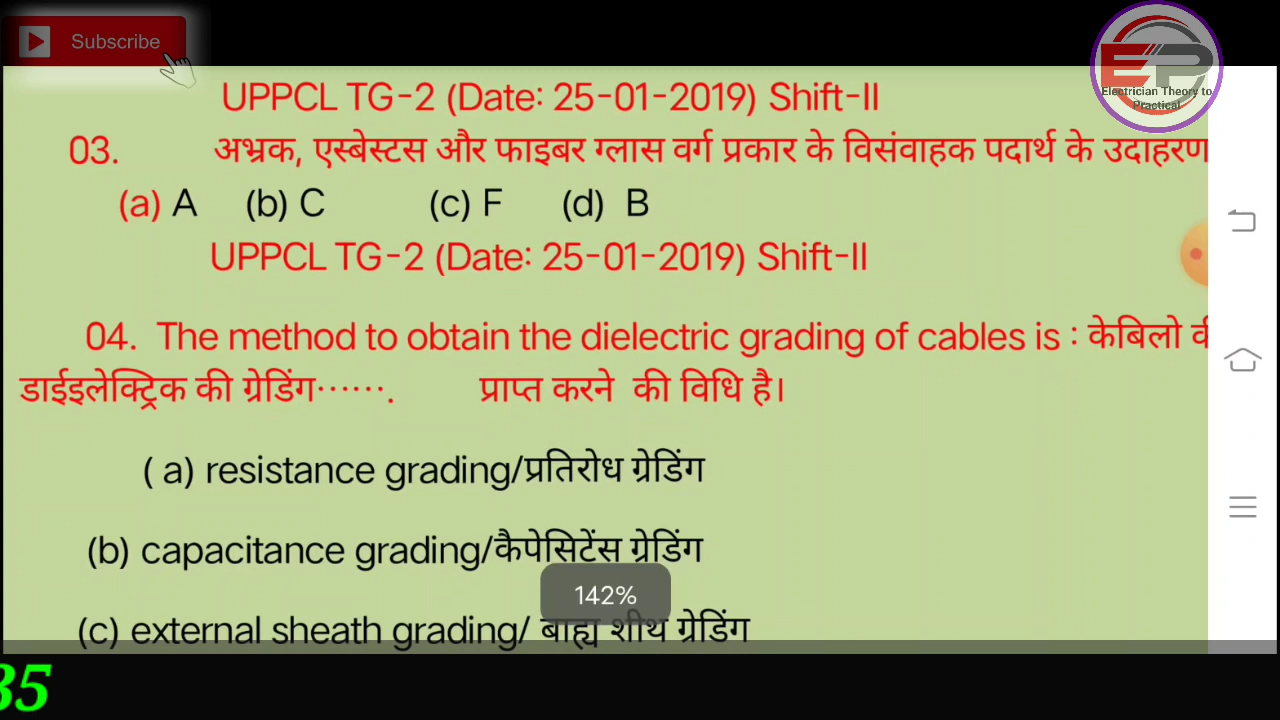 Subscribe
EP
Electrician Theory to
Practical
UPPCL TG-2 (Date: 25-01-2019) Shift-II
03. अभ्रक, एस्बेस्टस और फाइबर ग्लास वर्ग प्रकार के विसंवाहक पदार्थ के उदाहरण
(a) A (b) C (c) F (d) B
UPPCL TG-2 (Date: 25-01-2019) Shift-II
04. The method to obtain the dielectric grading of cables is : केबिलो की
डाईइलेक्ट्रिक की ग्रेडिंग……. प्राप्त करने की विधि है।
( a) resistance grading/प्रतिरोध ग्रेडिंग
(b) capacitance grading/कैपेसिटेंस ग्रेडिंग
142%
(c) external sheath grading/ बाह्य शीथ ग्रेडिंग
35